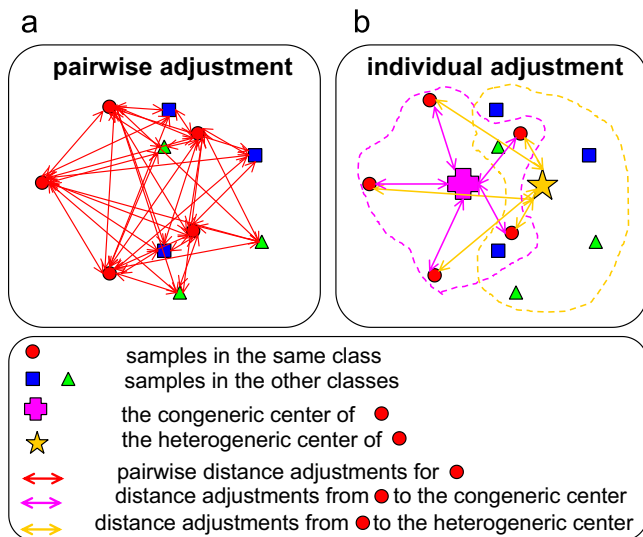 a
b
pairwise adjustment
individual adjustment
samples in the same class
samples in the other classes
the congeneric center of
the heterogeneric center of
pairwise distance adjustments for
distance adjustments from to the congeneric center
distance adjustments from to the heterogeneric center